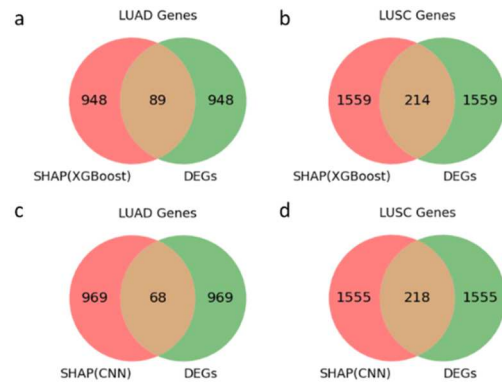 a
LUAD Genes
948 89 948
SHAP(XGBoost) DEGs
b
LUSC Genes
1559 214 1559
SHAP(XGBoost) DEGs
c
LUAD Genes
969 68 969
SHAP(CNN) DEGs
d
LUSC Genes
1555 218 1555
SHAP(CNN) DEGs